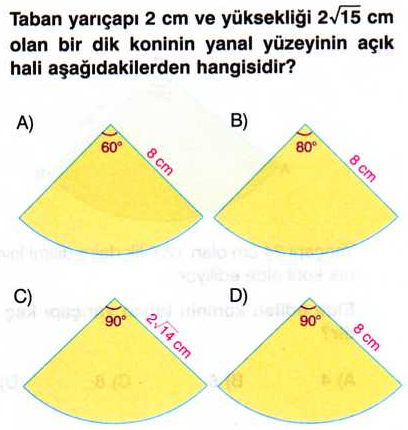 Taban yarıçapı 2 cm ve yüksekliği 2√15 cm
olan bir dik koninin yanal yüzeyinin açık
hali aşağıdakilerden hangisidir?
A) 60° 8 cm
B) 80° 8 cm
C) 90° 2√14 cm
D) 90° 8 cm